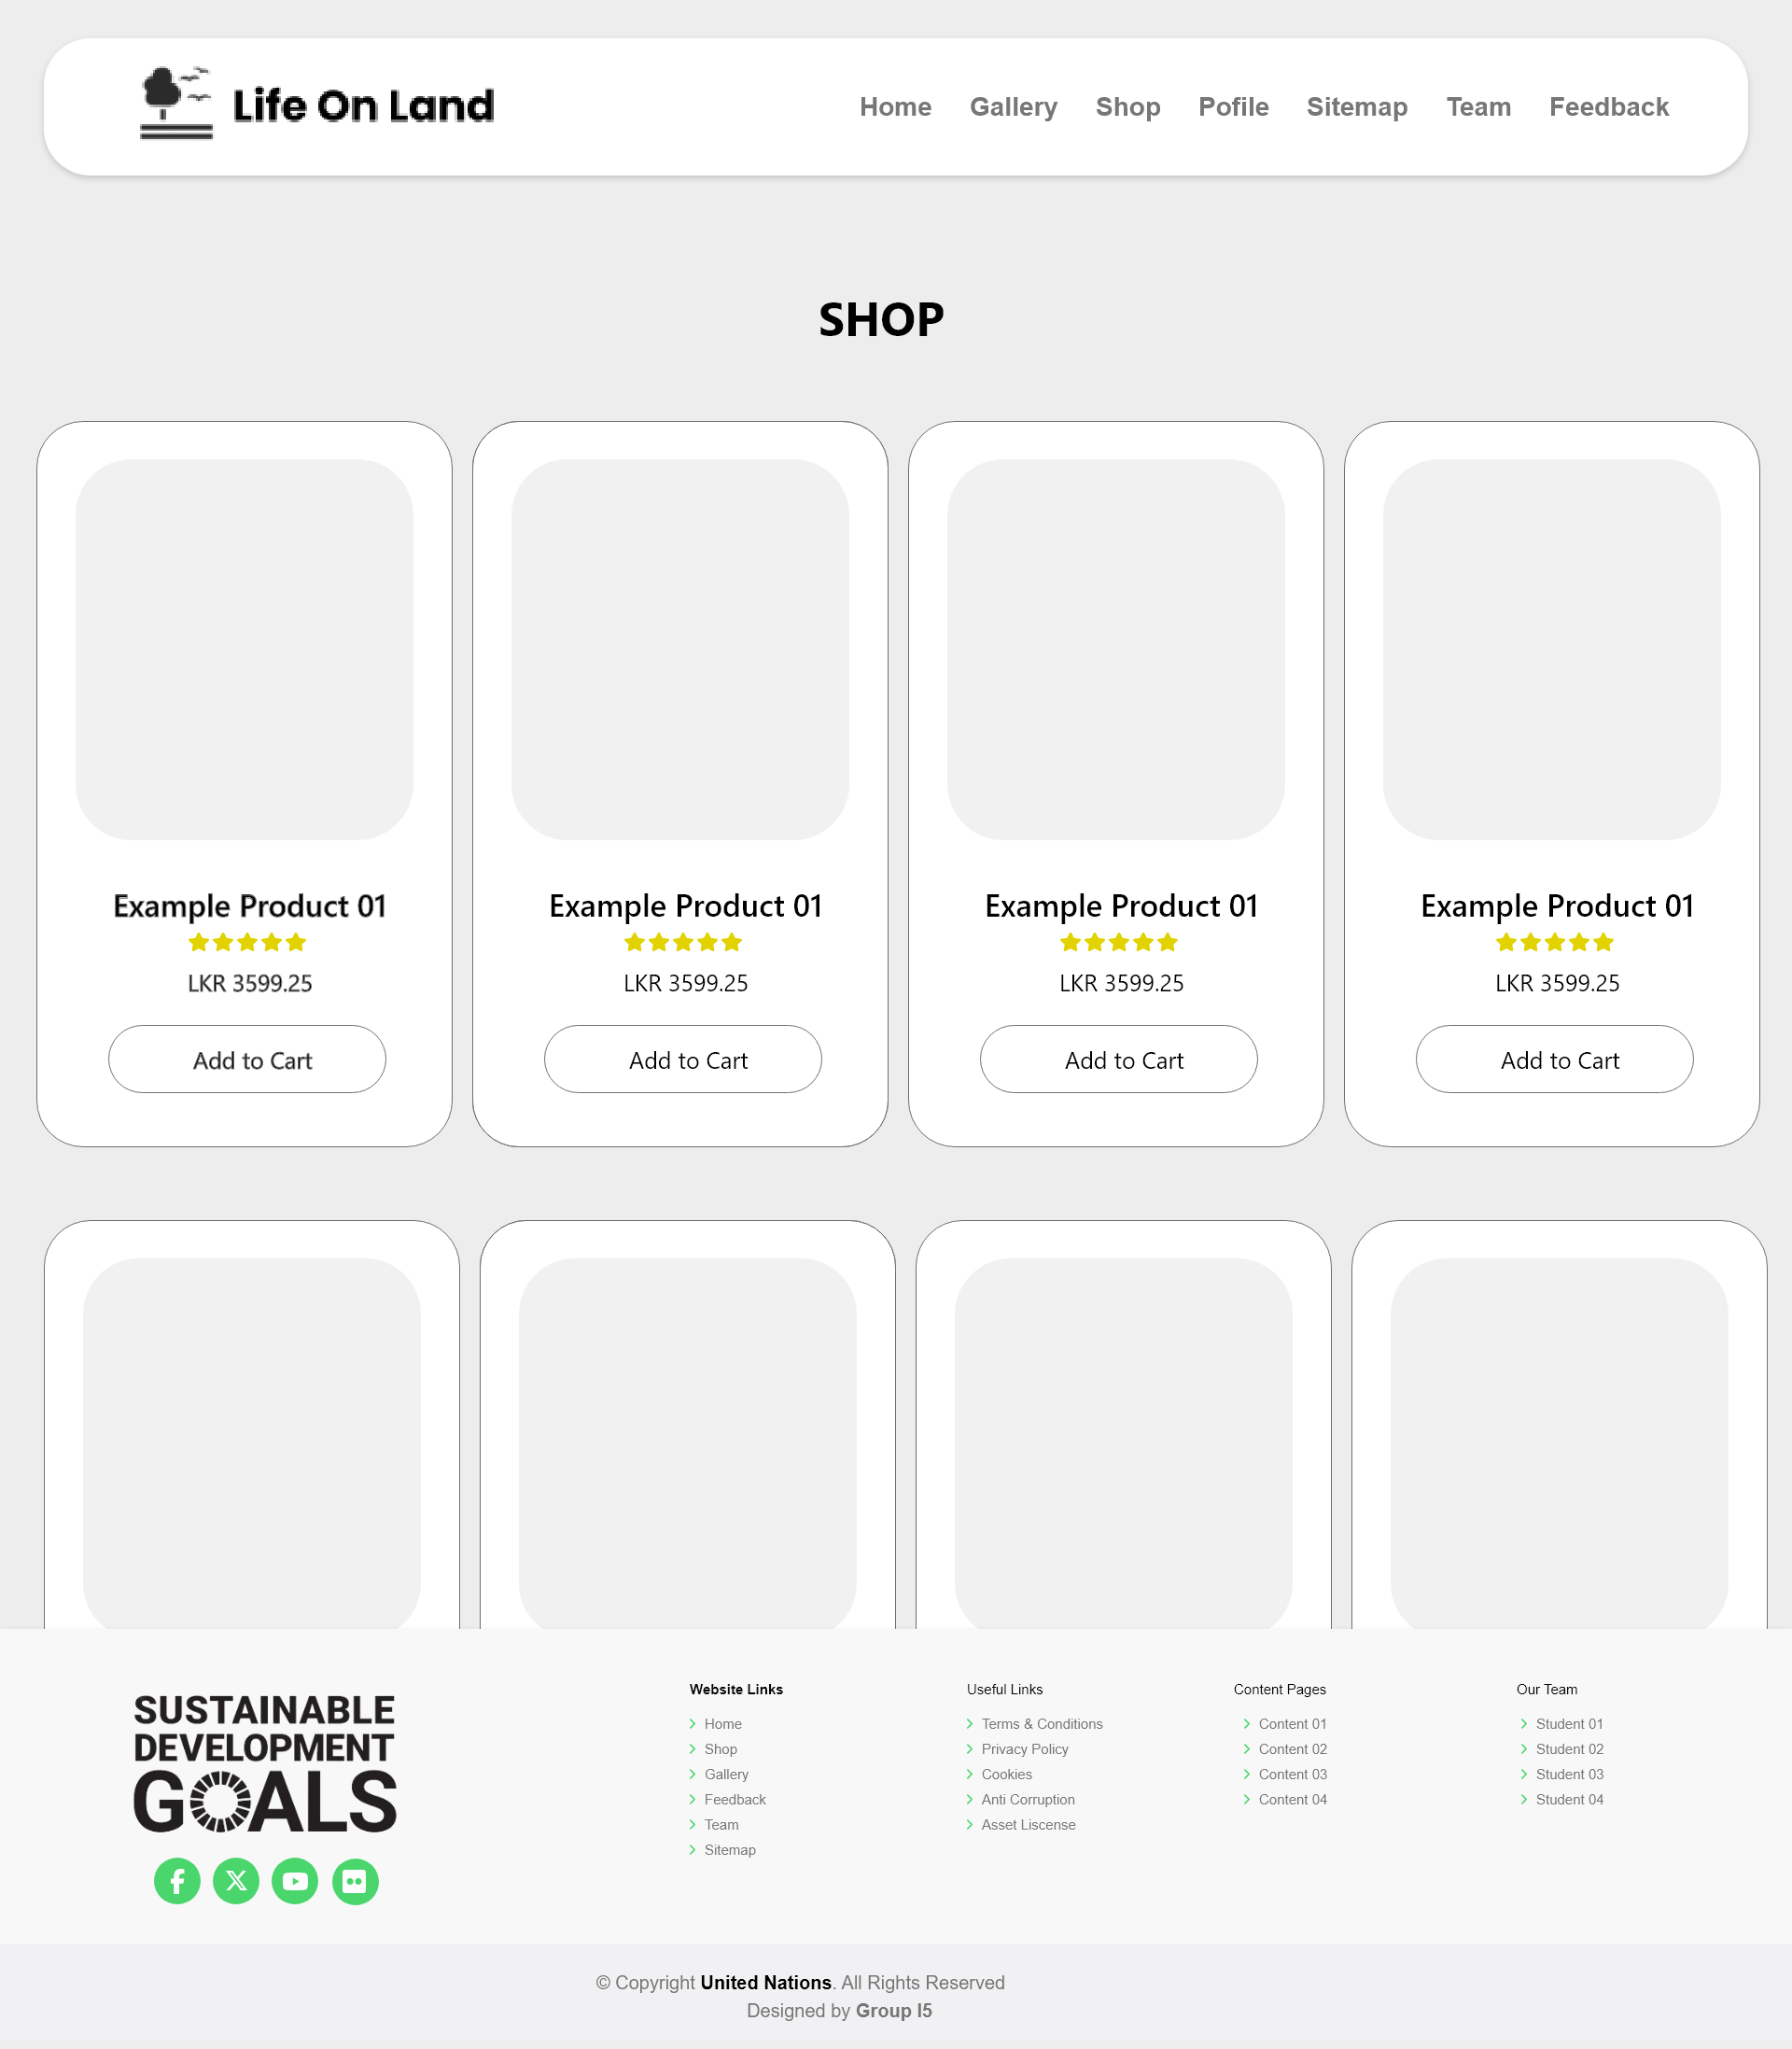 Life On Land
Home Gallery Shop Pofile Sitemap Team Feedback
SHOP
Example Product 01
LKR 3599.25
Add to Cart
Example Product 01
LKR 3599.25
Add to Cart
Example Product 01
LKR 3599.25
Add to Cart
Example Product 01
LKR 3599.25
Add to Cart
SUSTAINABLE
DEVELOPMENT
GOALS
Website Links
Home
Shop
Gallery
Feedback
Team
Sitemap
Useful Links
Terms & Conditions
Privacy Policy
Cookies
Anti Corruption
Asset Liscense
Content Pages
Content 01
Content 02
Content 03
Content 04
Our Team
Student 01
Student 02
Student 03
Student 04
© Copyright United Nations. All Rights Reserved
Designed by Group I5